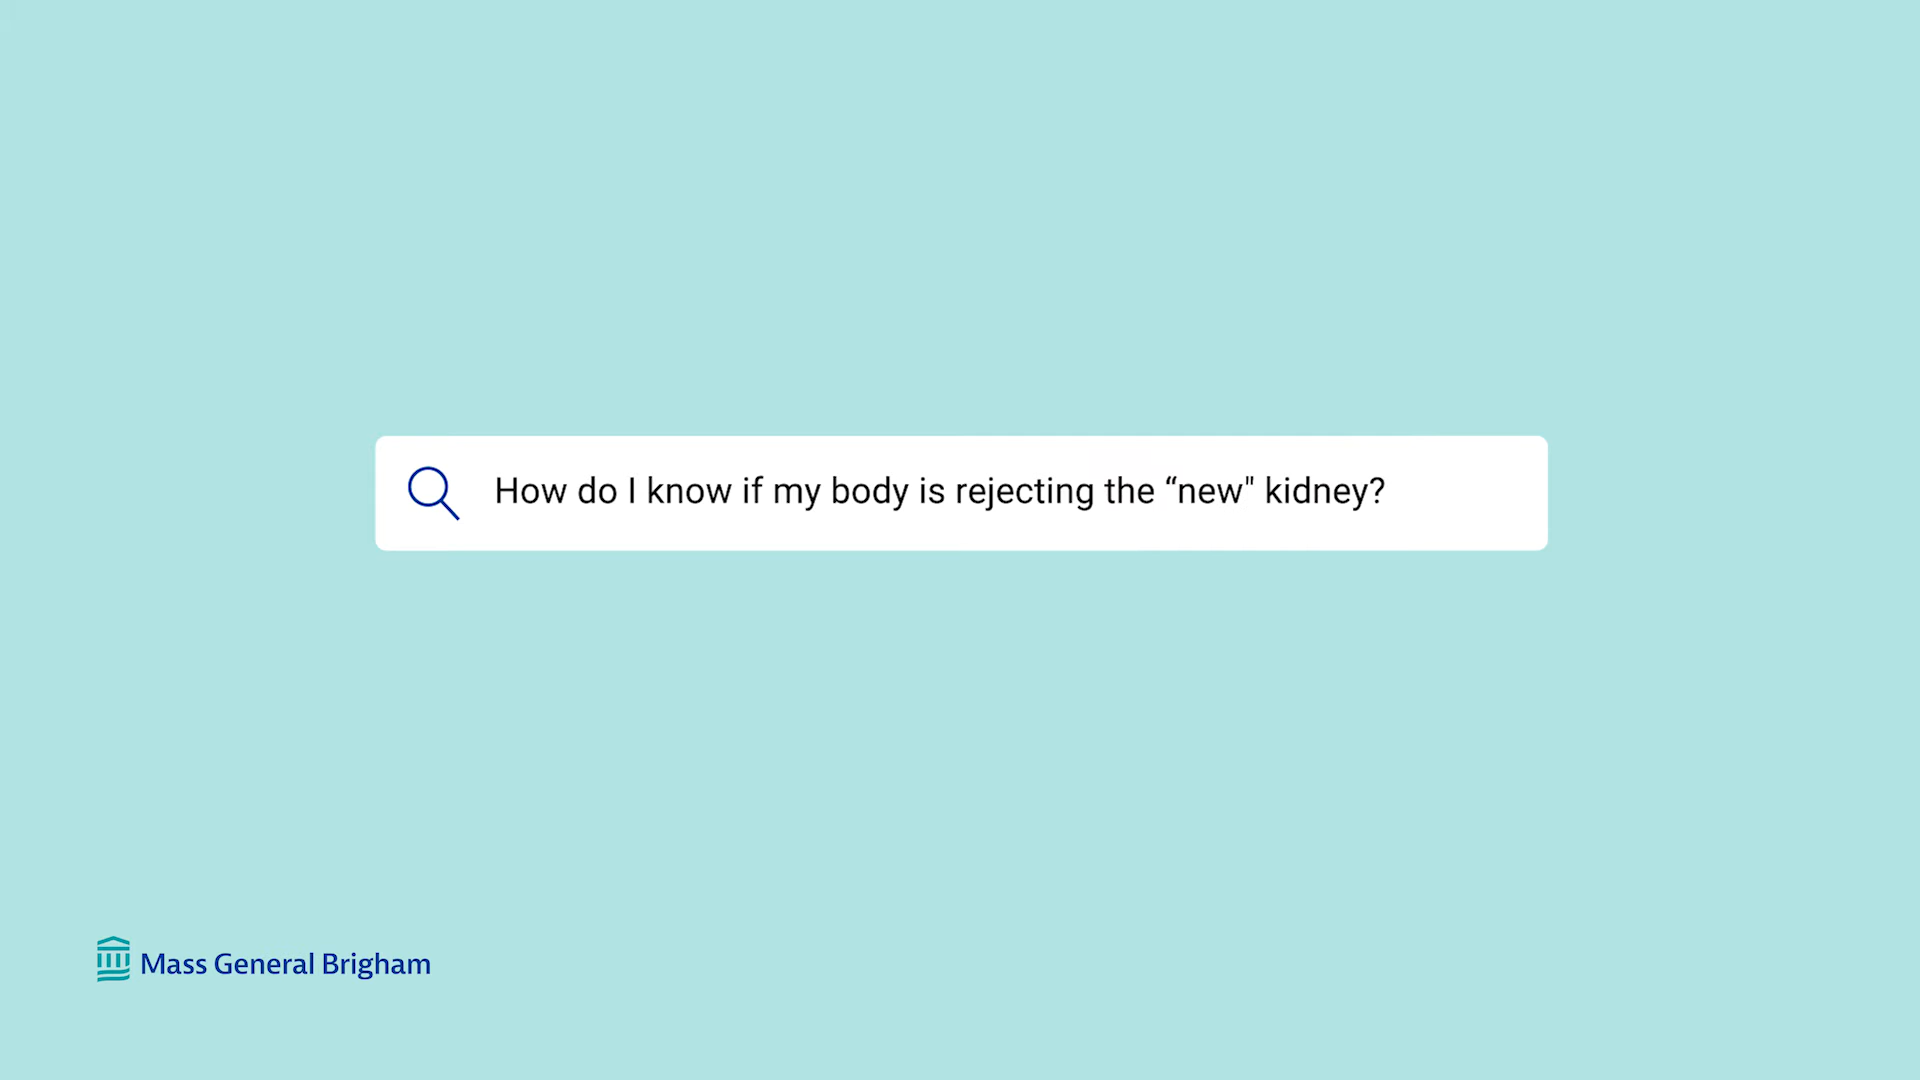 How do I know if my body is rejecting the “new" kidney?
Mass General Brigham